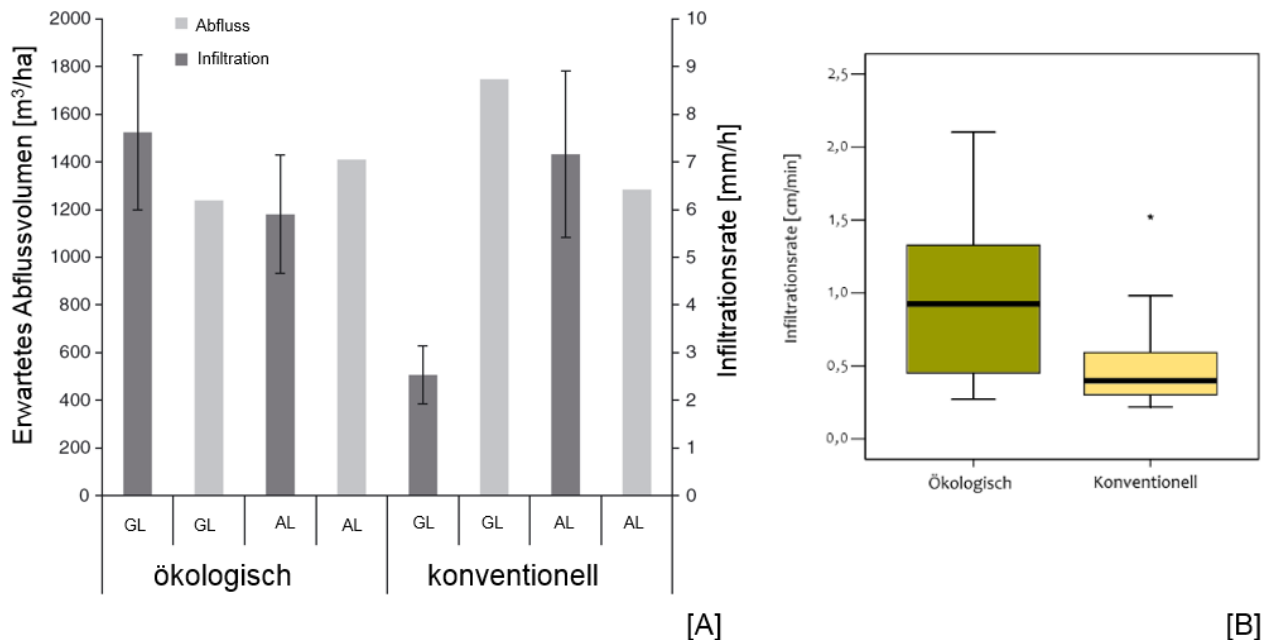 Erwartetes Abflussvolumen [m³/ha]
2000
1800
1600
1400
1200
1000
800
600
400
200
0
Abfluss
Infiltration
10
9
8
7
6
5
4
3
2
1
0
Infiltrationsrate [mm/h]
GL GL AL AL GL GL AL AL
ökologisch konventionell
[A]
Infiltrationsrate [cm/min]
2,5
2,0
1,5
1,0
0,5
0,0
*
Ökologisch Konventionell
[B]